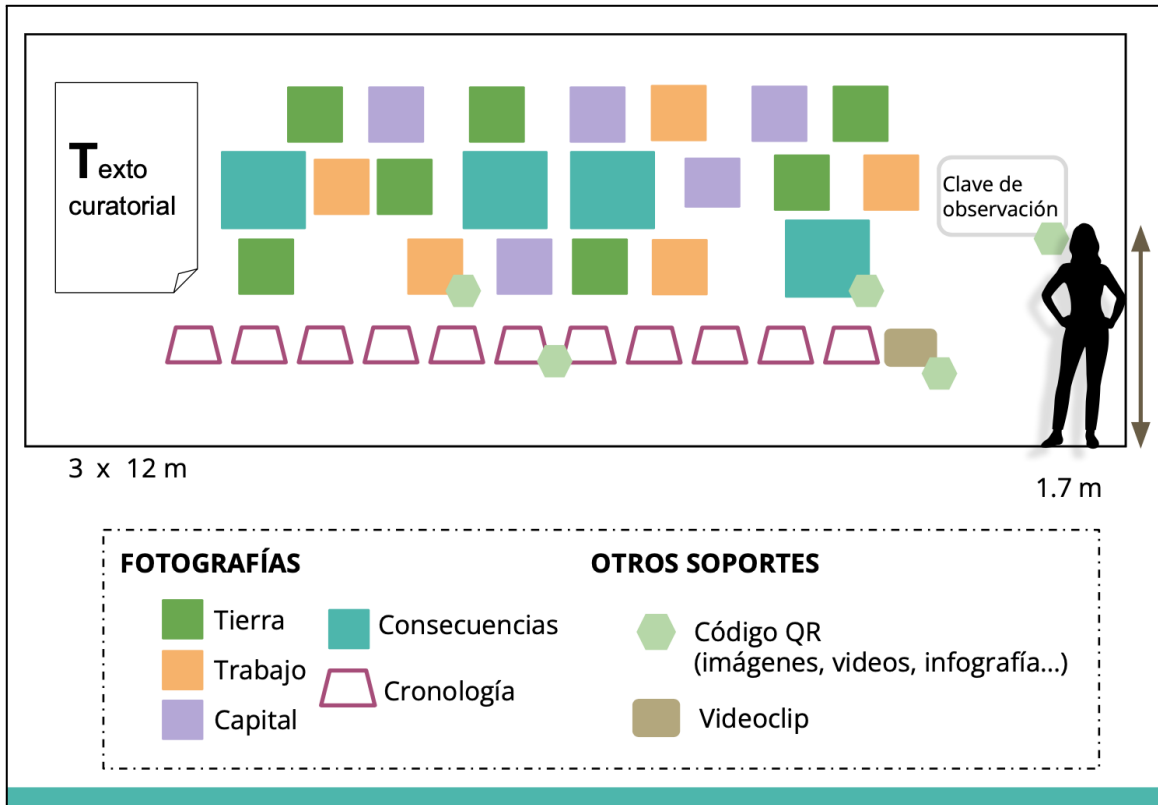 Texto
curatorial
Clave de
observación
3 x 12 m
1.7 m
FOTOGRAFÍAS
Tierra
Trabajo
Capital
Consecuencias
Cronología
OTROS SOPORTES
Código QR
(imágenes, videos, infografía...)
Videoclip